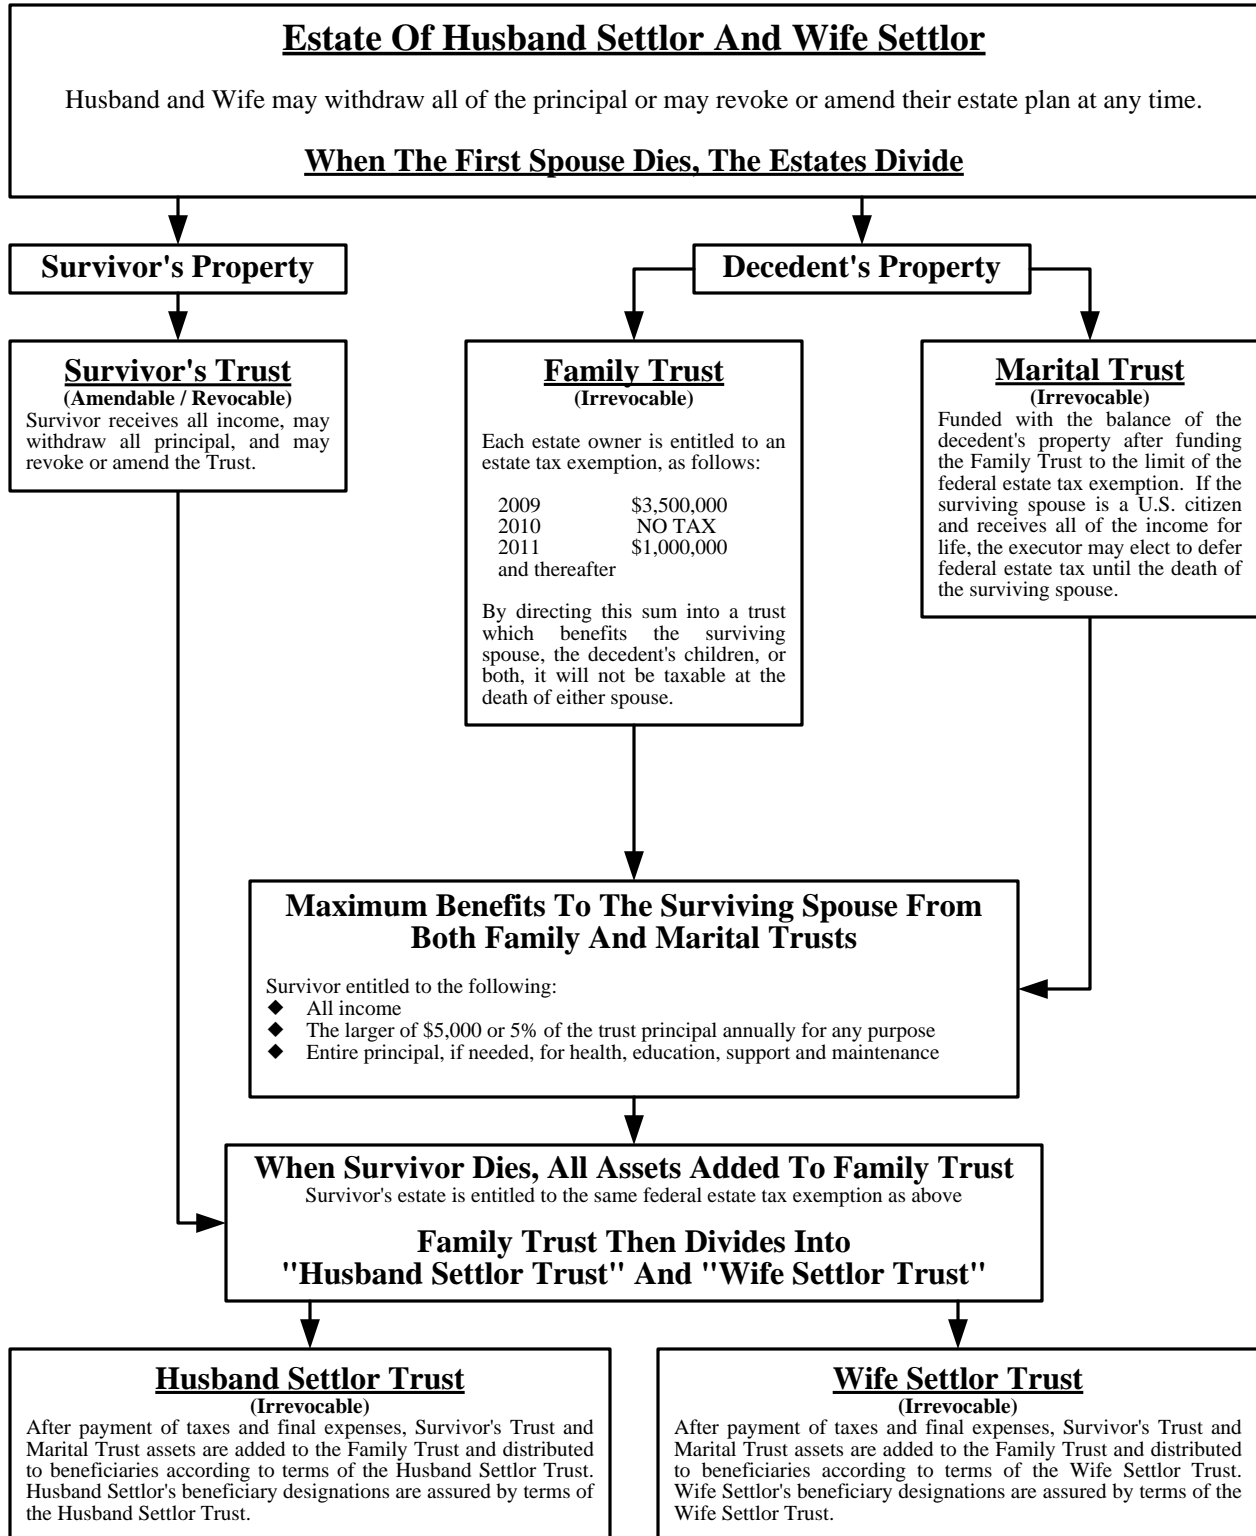 Estate Of Husband Settlor And Wife Settlor
Husband and Wife may withdraw all of the principal or may revoke or amend their estate plan at any time.
When The First Spouse Dies, The Estates Divide
Survivor's Property
Decedent's Property
Survivor's Trust
(Amendable / Revocable)
Survivor receives all income, may
withdraw all principal, and may
revoke or amend the Trust.
Family Trust
(Irrevocable)
Each estate owner is entitled to an
estate tax exemption, as follows:
2009 $3,500,000
2010 NO TAX
2011 $1,000,000
and thereafter
By directing this sum into a trust
which benefits the surviving
spouse, the decedent's children, or
both, it will not be taxable at the
death of either spouse.
Marital Trust
(Irrevocable)
Funded with the balance of the
decedent's property after funding
the Family Trust to the limit of the
federal estate tax exemption. If the
surviving spouse is a U.S. citizen
and receives all of the income for
life, the executor may elect to defer
federal estate tax until the death of
the surviving spouse.
Maximum Benefits To The Surviving Spouse From
Both Family And Marital Trusts
Survivor entitled to the following:
◆ All income
◆ The larger of $5,000 or 5% of the trust principal annually for any purpose
◆ Entire principal, if needed, for health, education, support and maintenance
When Survivor Dies, All Assets Added To Family Trust
Survivor's estate is entitled to the same federal estate tax exemption as above
Family Trust Then Divides Into
"Husband Settlor Trust" And "Wife Settlor Trust"
Husband Settlor Trust
(Irrevocable)
After payment of taxes and final expenses, Survivor's Trust and
Marital Trust assets are added to the Family Trust and distributed
to beneficiaries according to terms of the Husband Settlor Trust.
Husband Settlor's beneficiary designations are assured by terms of
the Husband Settlor Trust.
Wife Settlor Trust
(Irrevocable)
After payment of taxes and final expenses, Survivor's Trust and
Marital Trust assets are added to the Family Trust and distributed
to beneficiaries according to terms of the Wife Settlor Trust.
Wife Settlor's beneficiary designations are assured by terms of the
Wife Settlor Trust.